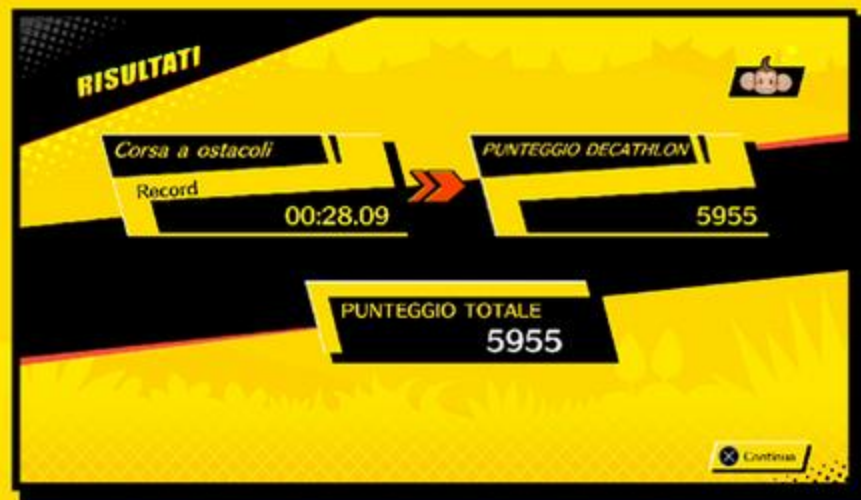 RISULTATI
Corsa a ostacoli
Record
00:28.09
PUNTEGGIO DECATHLON
5955
PUNTEGGIO TOTALE
5955
Continua